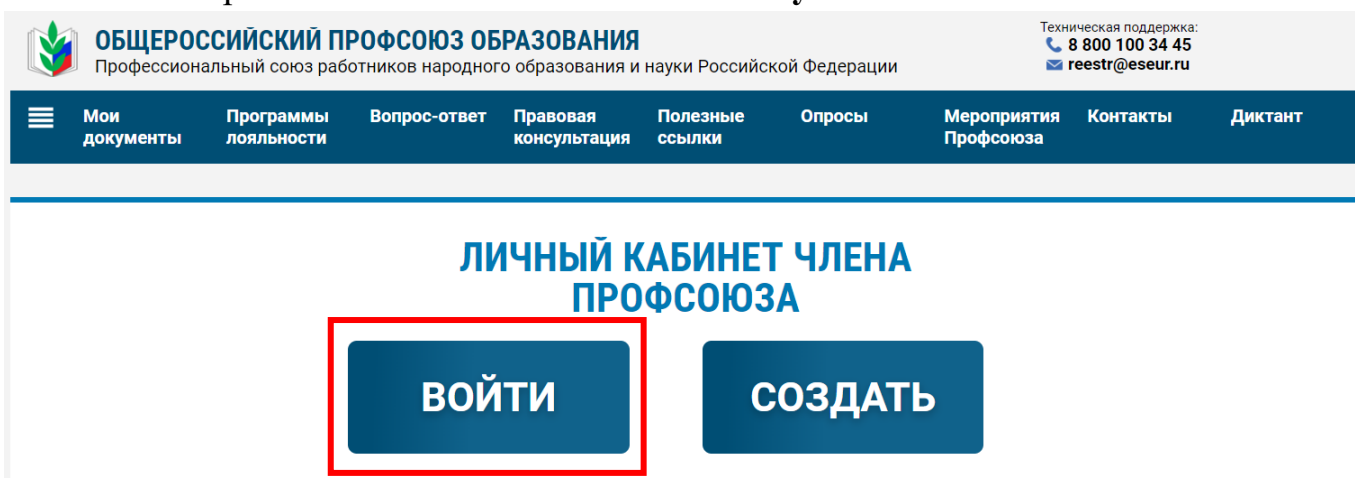 ОБЩЕРОССИЙСКИЙ ПРОФСОЮЗ ОБРАЗОВАНИЯ
Профессиональный союз работников народного образования и науки Российской Федерации
Техническая поддержка:
8 800 100 34 45
reestr@eseur.ru
Мои документы
Программы лояльности
Вопрос-ответ
Правовая консультация
Полезные ссылки
Опросы
Мероприятия Профсоюза
Контакты
Диктант
ЛИЧНЫЙ КАБИНЕТ ЧЛЕНА
ПРОФСОЮЗА
ВОЙТИ
СОЗДАТЬ